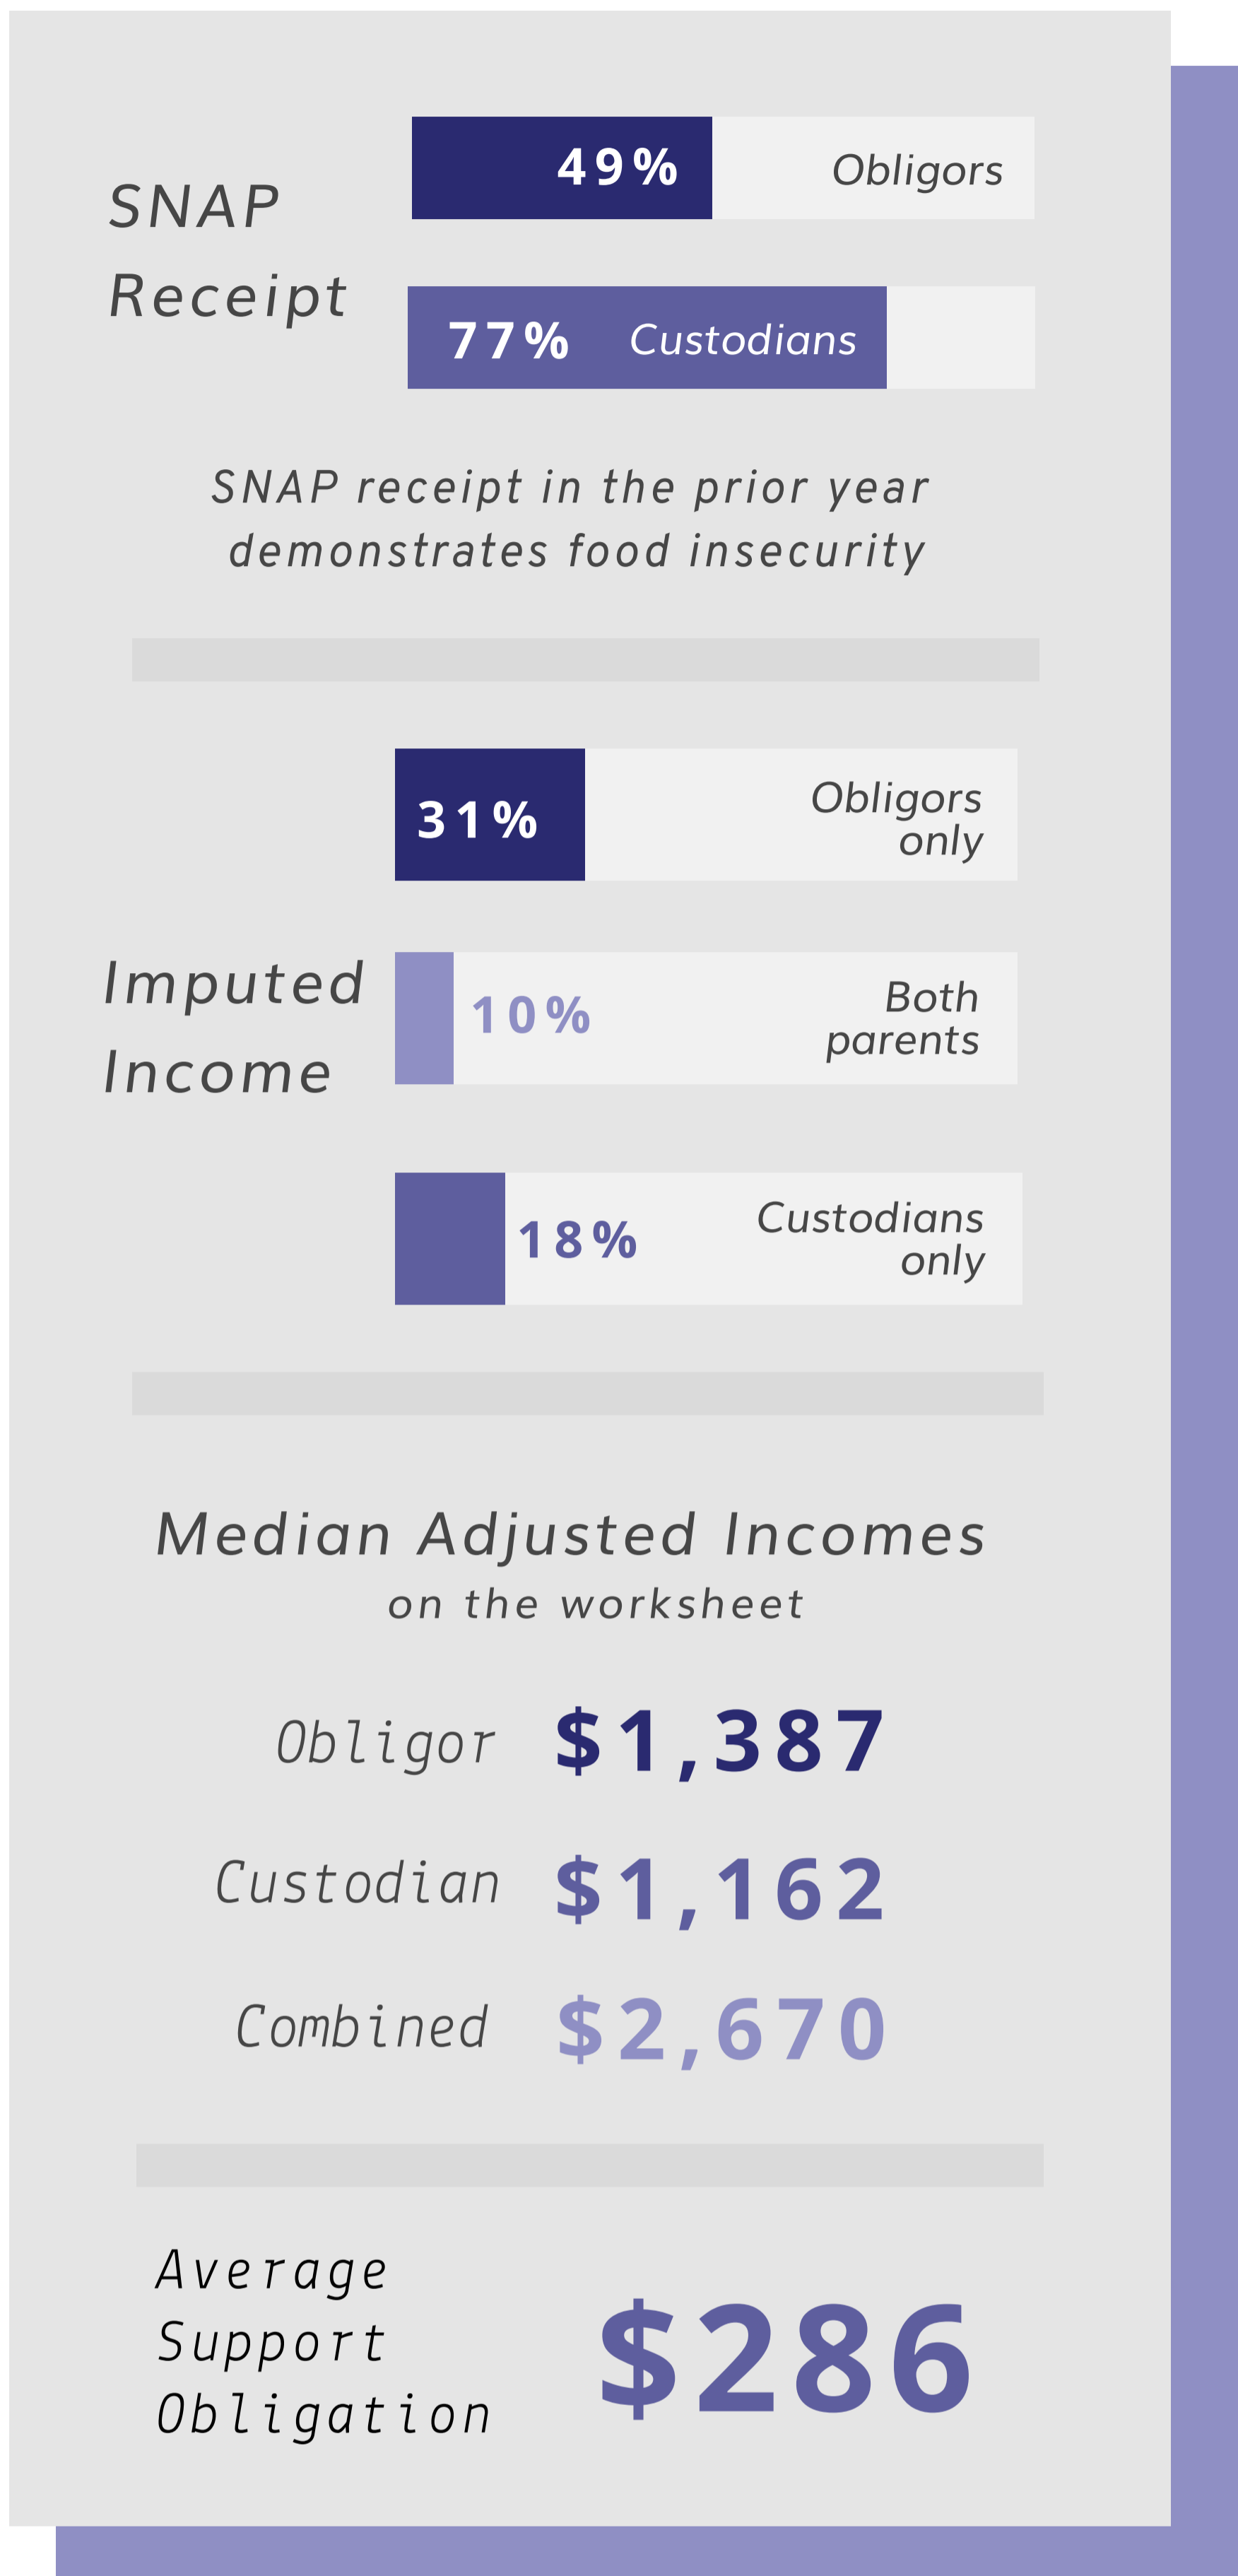 SNAP
Receipt
49%
Obligors
77%
Custodians
SNAP receipt in the prior year
demonstrates food insecurity
Imputed
Income
31%
Obligors
only
10%
Both
parents
18%
Custodians
only
Median Adjusted Incomes
on the worksheet
Obligor $1,387
Custodian $1,162
Combined $2,670
Average
Support
Obligation
$286